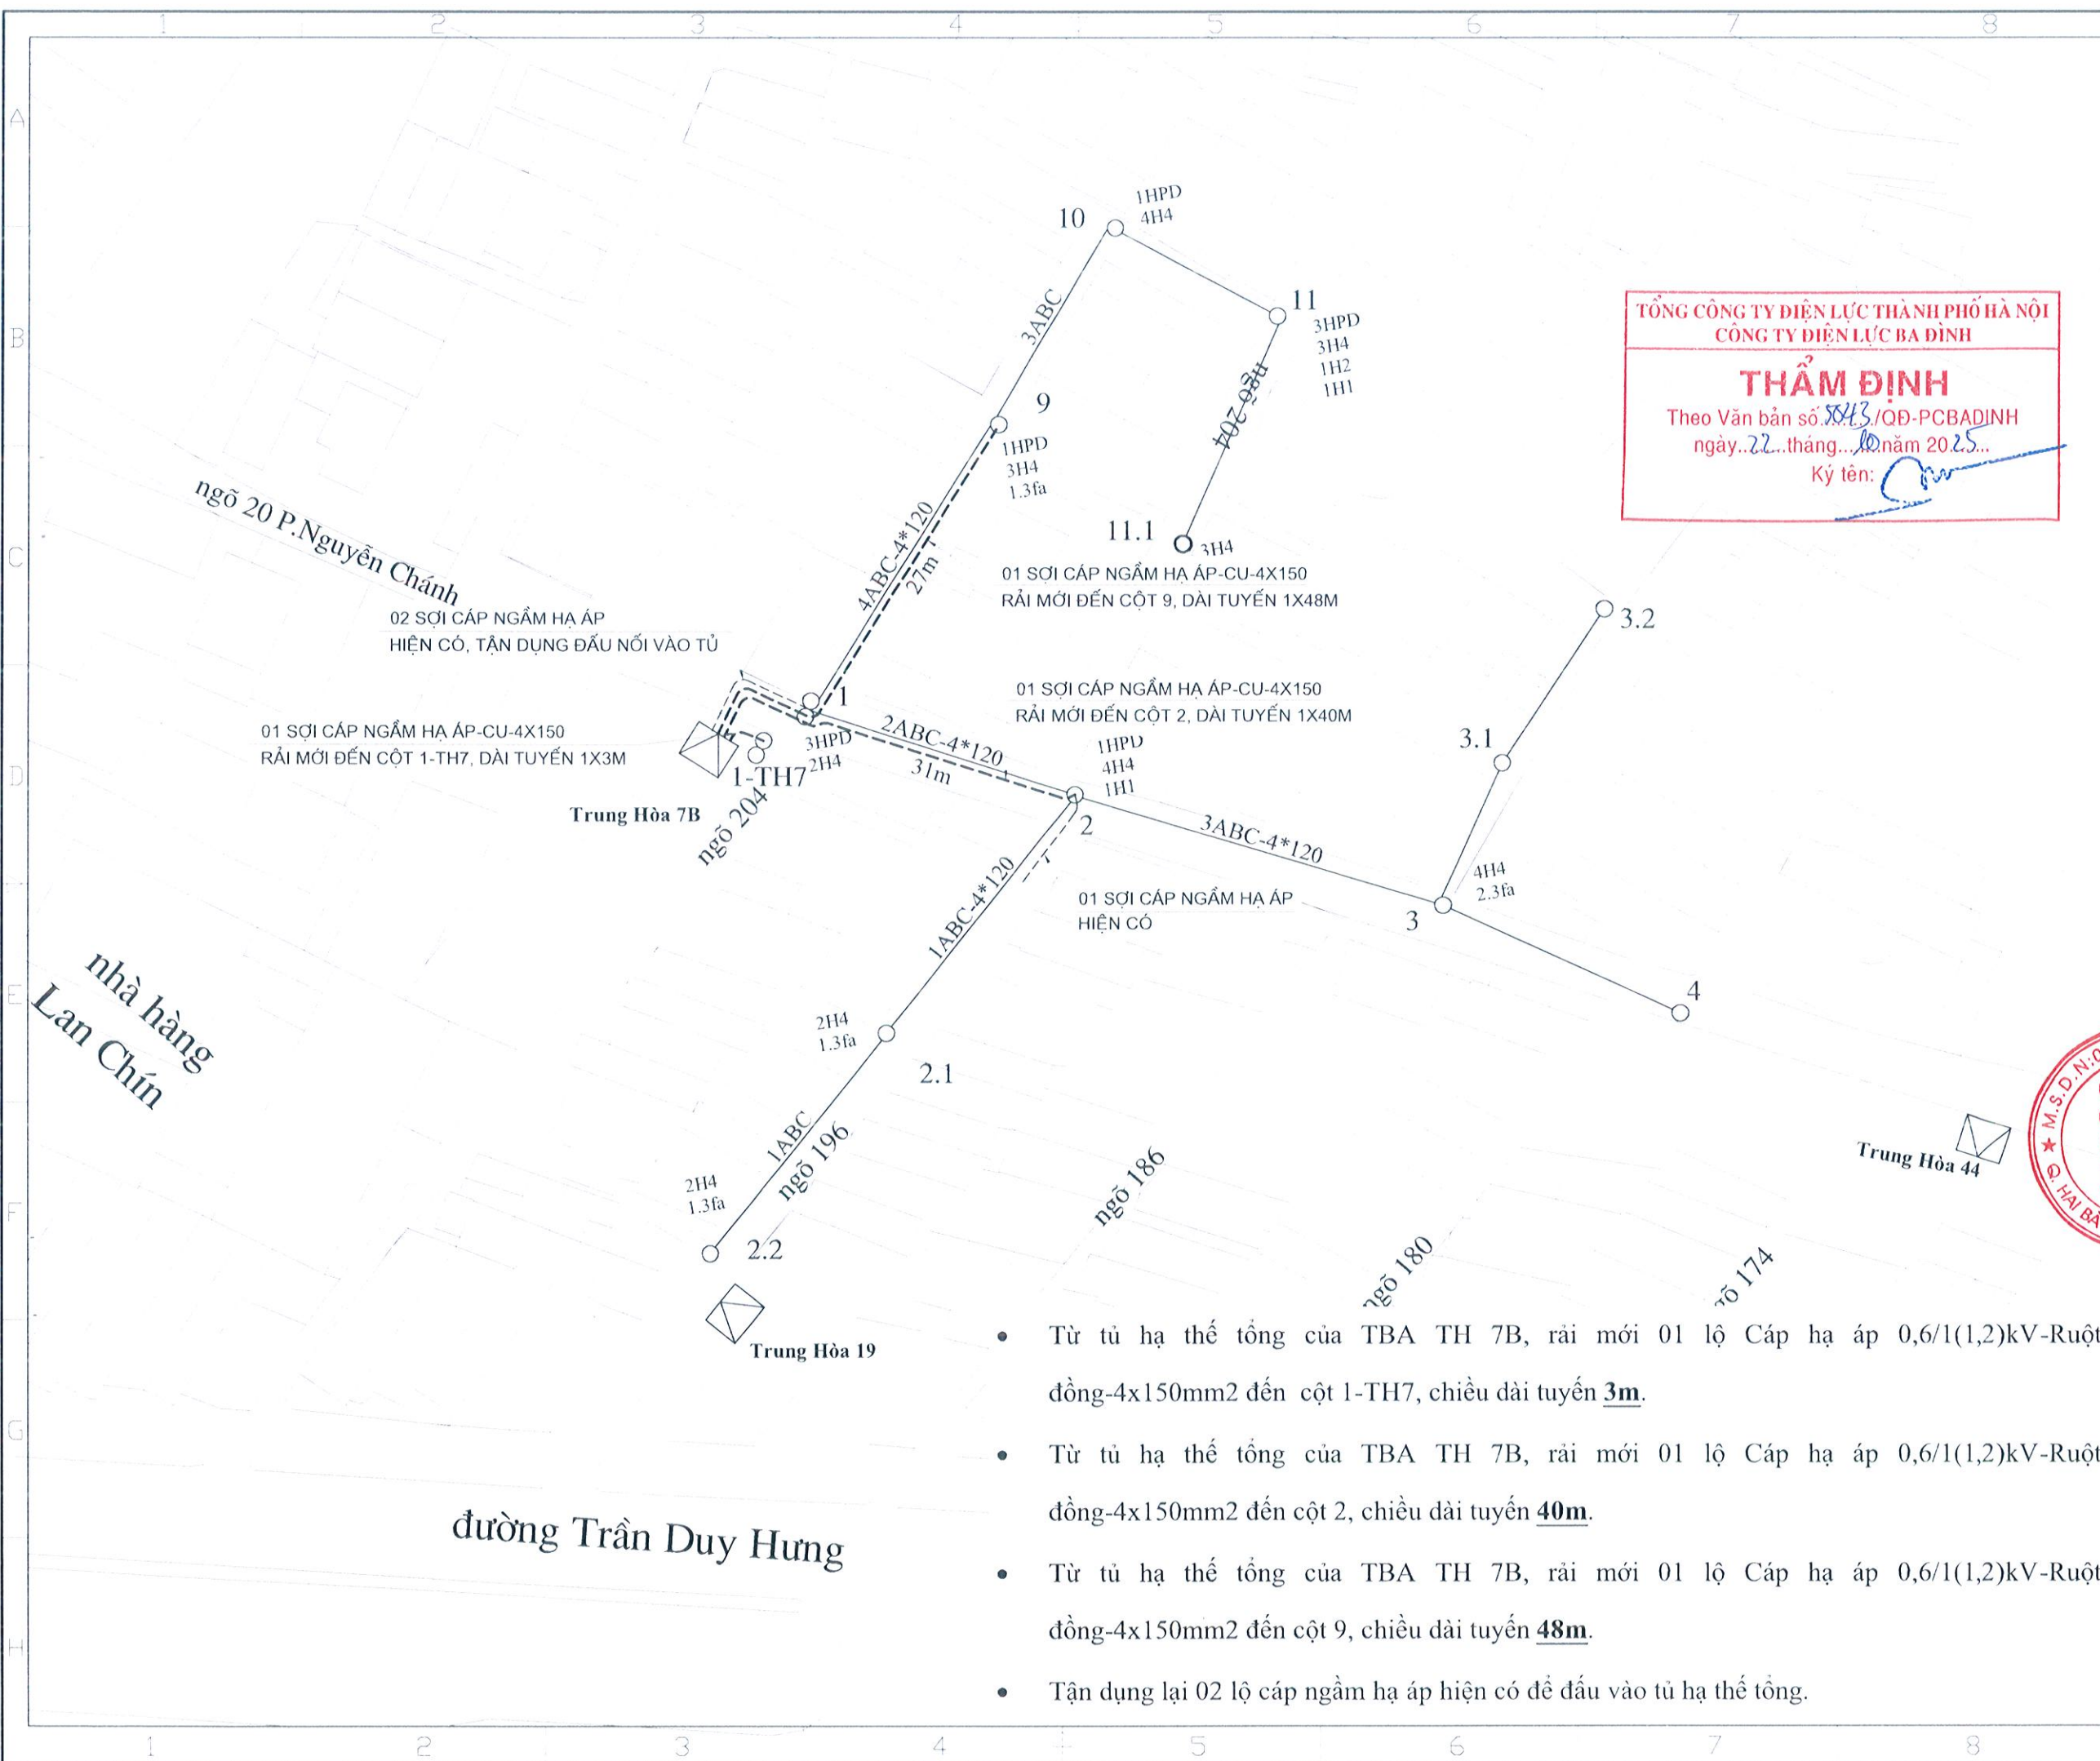 1 2 3 4 5 6 7 8
A
B
C
D
E
F
G
H
10
1HPD
4H4
3ABC
11
3HPD
3H4
1H2
1H1
ngõ 204
9
1HPD
3H4
1.3fa
TỔNG CÔNG TY ĐIỆN LỰC THÀNH PHỐ HÀ NỘI
CÔNG TY ĐIỆN LỰC BA ĐÌNH
THẨM ĐỊNH
Theo Văn bản số 5043/QĐ-PCBADINH
ngày..22...tháng...10.năm 2025...
Ký tên:
ngõ 20 P.Nguyễn Chánh
4ABC-4*120
27m
11.1
3H4
01 SỢI CÁP NGẦM HẠ ÁP-CU-4X150
RẢI MỚI ĐẾN CỘT 9, DÀI TUYẾN 1X48M
02 SỢI CÁP NGẦM HẠ ÁP
HIỆN CÓ, TẬN DỤNG ĐẤU NỐI VÀO TỦ
3.2
1
01 SỢI CÁP NGẦM HẠ ÁP-CU-4X150
RẢI MỚI ĐẾN CỘT 2, DÀI TUYẾN 1X40M
01 SỢI CÁP NGẦM HẠ ÁP-CU-4X150
RẢI MỚI ĐẾN CỘT 1-TH7, DÀI TUYẾN 1X3M
2ABC-4*120
31m
3HPD
2H4
1-TH7
1HPD
4H4
1H1
3.1
Trung Hòa 7B
ngõ 204
2
3ABC-4*120
1ABC-4*120
01 SỢI CÁP NGẦM HẠ ÁP
HIỆN CÓ
4H4
2.3fa
3
4
nhà hàng
Lan Chín
2H4
1.3fa
2.1
1ABC
ngõ 196
ngõ 186
Trung Hòa 44
★ M.S.D.N:0
Q. HAI BÀ
2H4
1.3fa
2.2
ngõ 180
ngõ 174
Trung Hòa 19
• Từ tủ hạ thế tổng của TBA TH 7B, rải mới 01 lộ Cáp hạ áp 0,6/1(1,2)kV-Ruột
đồng-4x150mm2 đến cột 1-TH7, chiều dài tuyến 3m.
• Từ tủ hạ thế tổng của TBA TH 7B, rải mới 01 lộ Cáp hạ áp 0,6/1(1,2)kV-Ruột
đồng-4x150mm2 đến cột 2, chiều dài tuyến 40m.
• Từ tủ hạ thế tổng của TBA TH 7B, rải mới 01 lộ Cáp hạ áp 0,6/1(1,2)kV-Ruột
đồng-4x150mm2 đến cột 9, chiều dài tuyến 48m.
• Tận dụng lại 02 lộ cáp ngầm hạ áp hiện có để đấu vào tủ hạ thế tổng.
đường Trần Duy Hưng
1 2 3 4 5 6 7 8